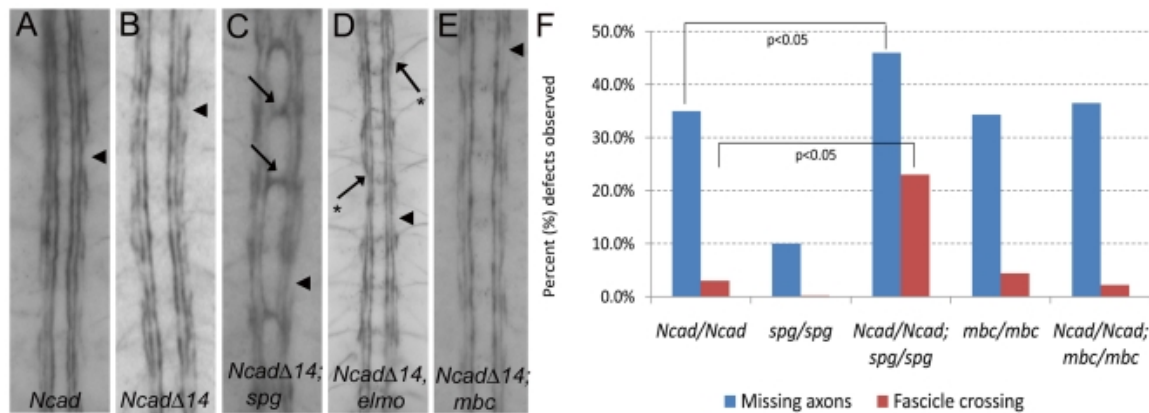 A
B
C
D
E
F
*
*
Ncad
NcadΔ14
NcadΔ14;
spg
NcadΔ14,
elmo
NcadΔ14;
mbc
Percent (%) defects observed
50.0%
40.0%
30.0%
20.0%
10.0%
0.0%
p<0.05
p<0.05
Ncad/Ncad
spg/spg
Ncad/Ncad;
spg/spg
mbc/mbc
Ncad/Ncad;
mbc/mbc
Missing axons
Fascicle crossing